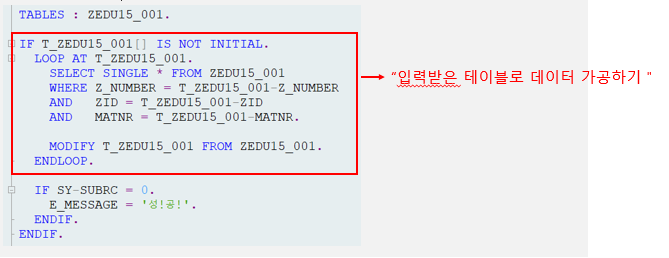 TABLES : ZEDU15_001.
IF T_ZEDU15_001[] IS NOT INITIAL.
LOOP AT T_ZEDU15_001.
SELECT SINGLE * FROM ZEDU15_001
WHERE Z_NUMBER = T_ZEDU15_001-Z_NUMBER
AND ZID = T_ZEDU15_001-ZID
AND MATNR = T_ZEDU15_001-MATNR.
MODIFY T_ZEDU15_001 FROM ZEDU15_001.
ENDLOOP.
IF SY-SUBRC = 0.
E_MESSAGE = '성!공!'.
ENDIF.
ENDIF.
“입력받은 테이블로 데이터 가공하기 ”